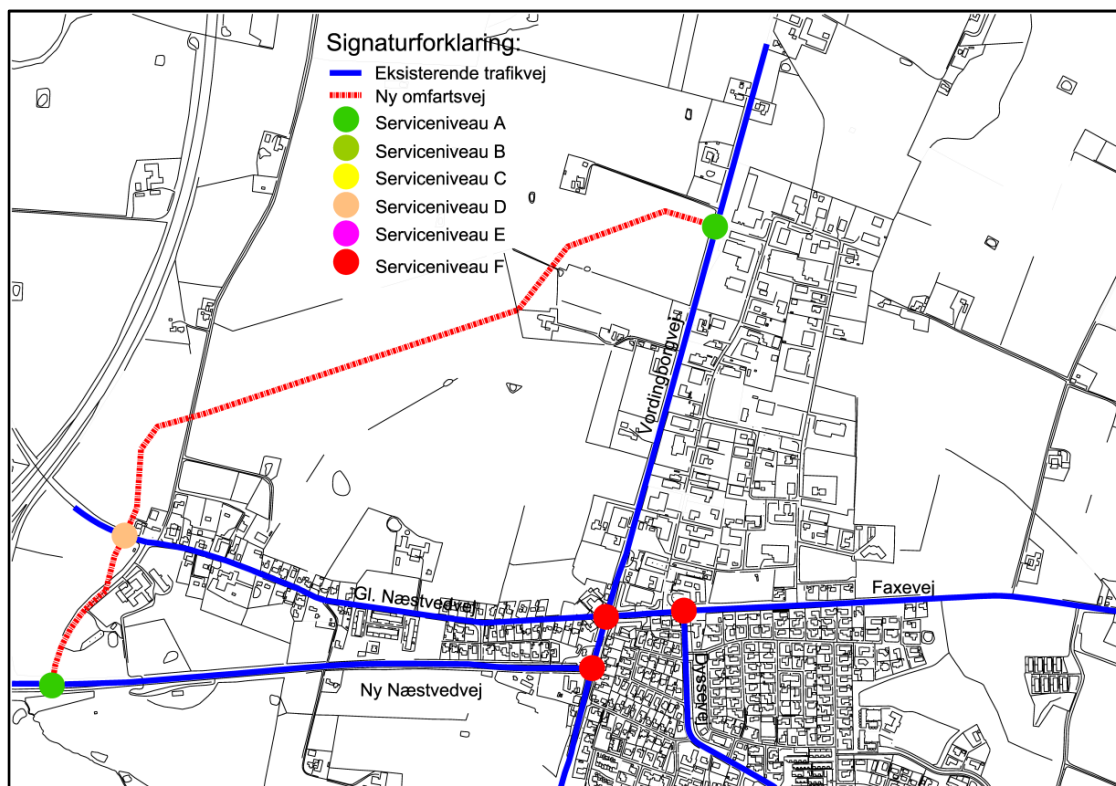 Signaturforklaring:
Eksisterende trafikvej
Ny omfartsvej
Serviceniveau A
Serviceniveau B
Serviceniveau C
Serviceniveau D
Serviceniveau E
Serviceniveau F
Vordingborgvej
Gl. Næstvedvej
Faxevej
Dyssevej
Ny Næstvedvej